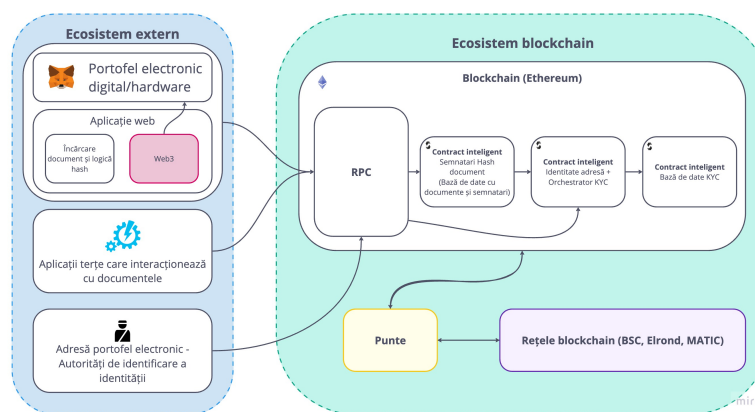 Ecosistem extern
Portofel electronic
digital/hardware
Aplicație web
Încărcare
document și logică
hash
Web3
Aplicații terțe care interacționează
cu documentele
Adresă portofel electronic -
Autorități de identificare a
identității
Ecosistem blockchain
Blockchain (Ethereum)
RPC
Contract inteligent
Semnatari Hash
document
(Bază de date cu
documente și semnatari)
Contract inteligent
Identitate adresă +
Orchestrator KYC
Contract inteligent
Bază de date KYC
Punte
Rețele blockchain (BSC, Elrond, MATIC)